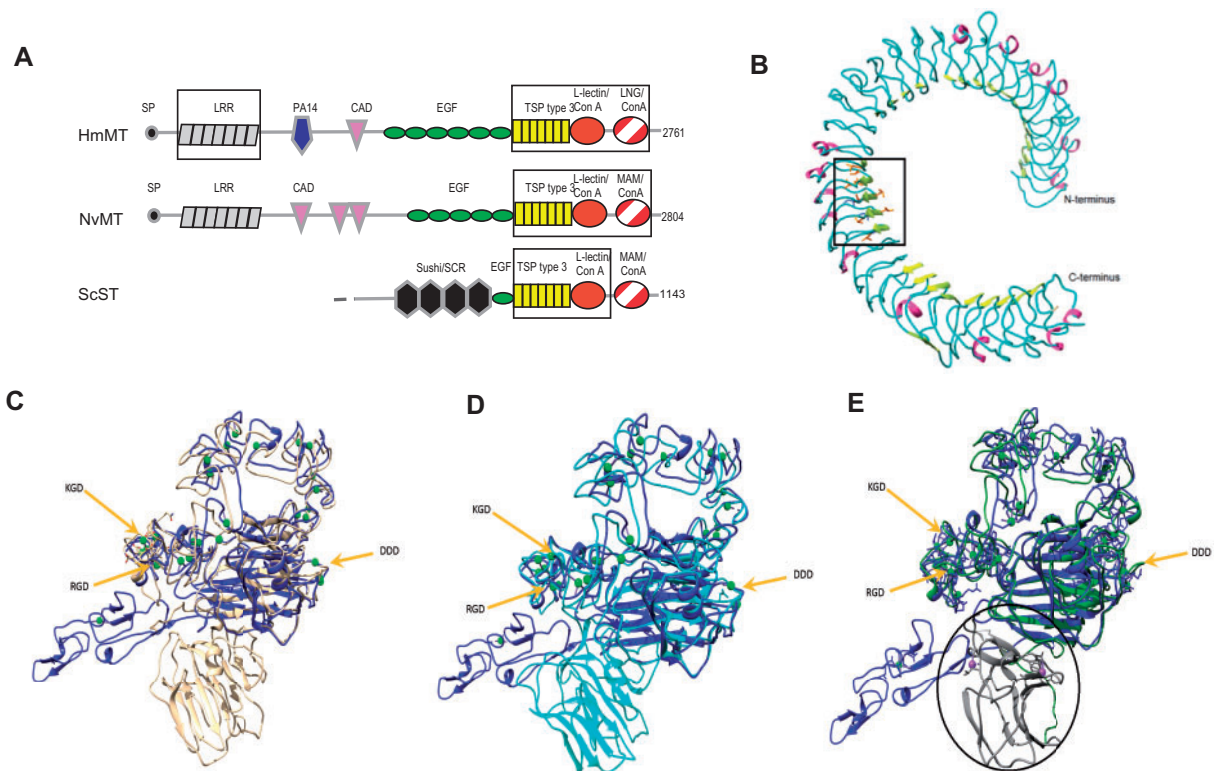 A
SP
LRR
PA14
CAD
EGF
TSP type 3
L-lectin/
Con A
LNG/
ConA
HmMT
2761
SP
LRR
CAD
EGF
TSP type 3
L-lectin/
Con A
MAM/
ConA
NvMT
2804
Sushi/SCR
EGF
TSP type 3
L-lectin/
Con A
MAM/
ConA
ScST
1143
B
N-terminus
C-terminus
C
KGD
RGD
DDD
D
KGD
RGD
DDD
E
KGD
RGD
DDD